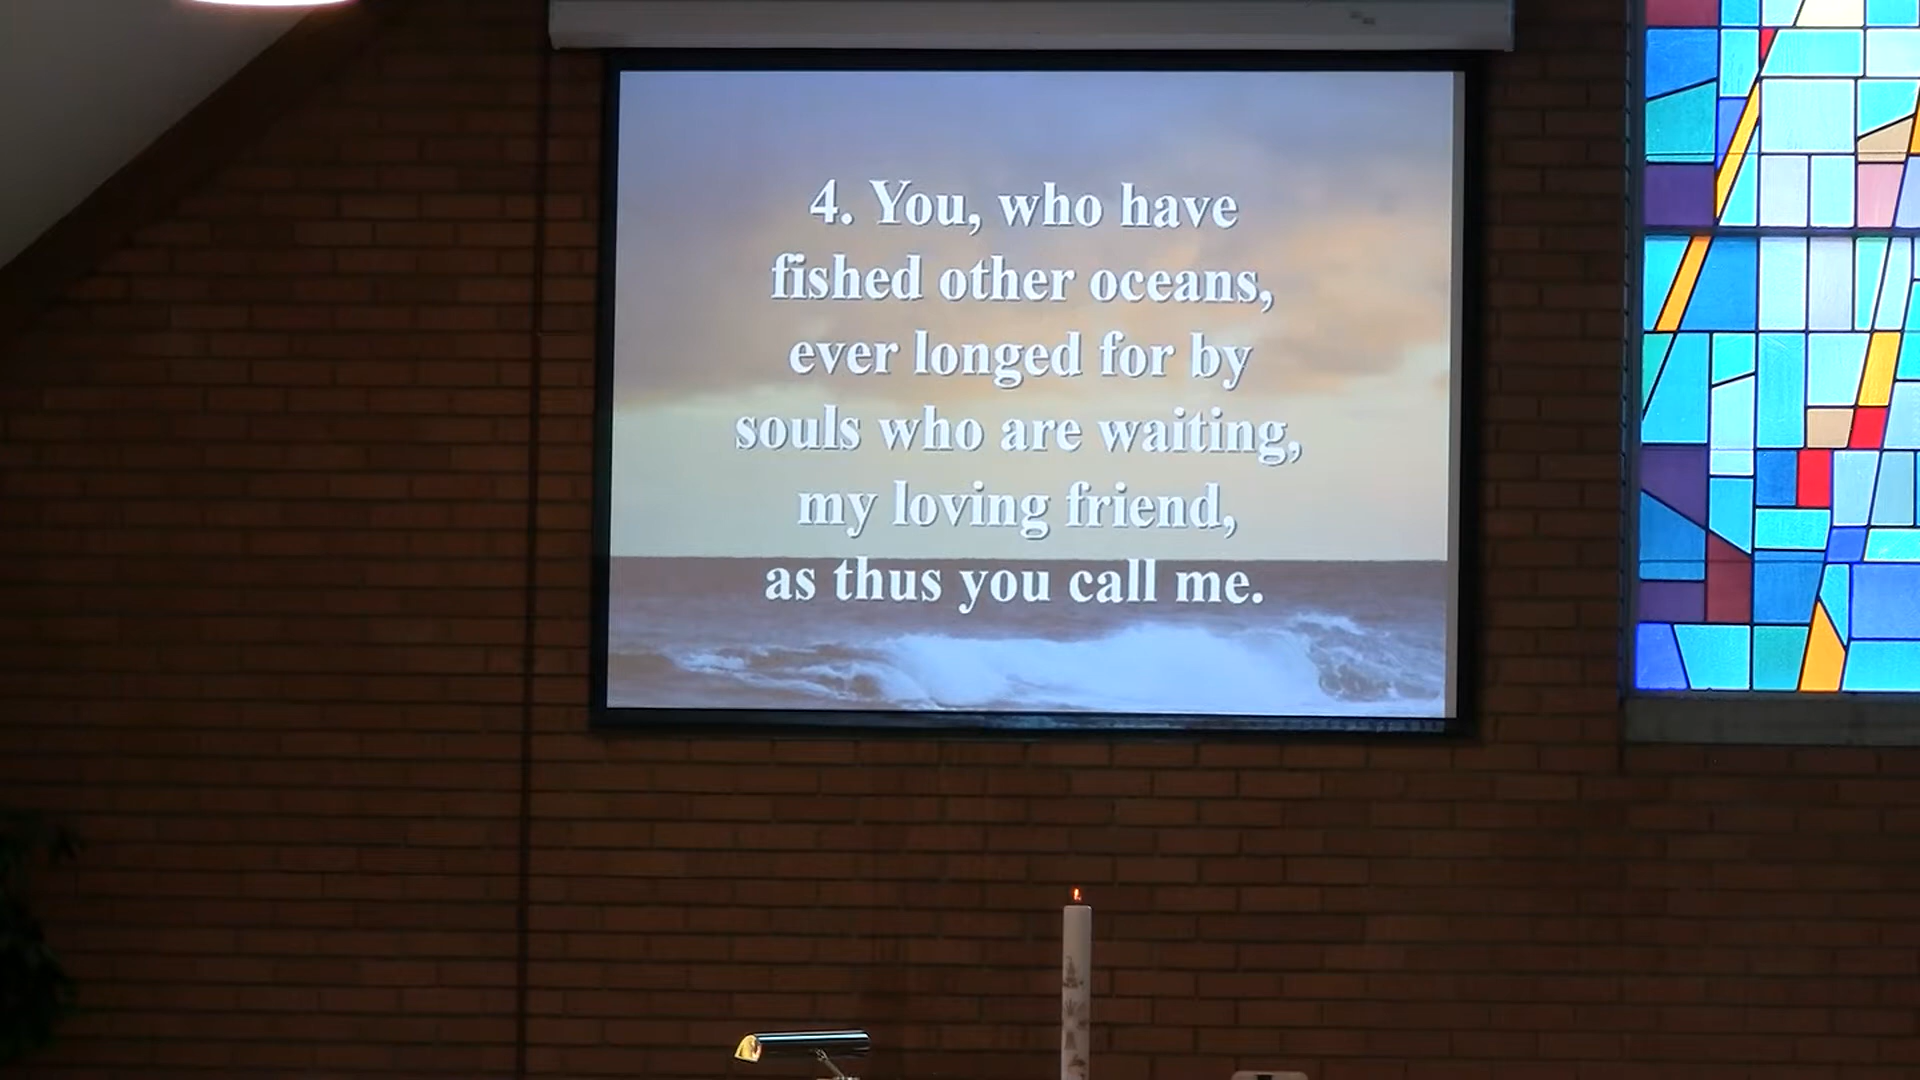 4. You, who have
fished other oceans,
ever longed for by
souls who are waiting,
my loving friend,
as thus you call me.